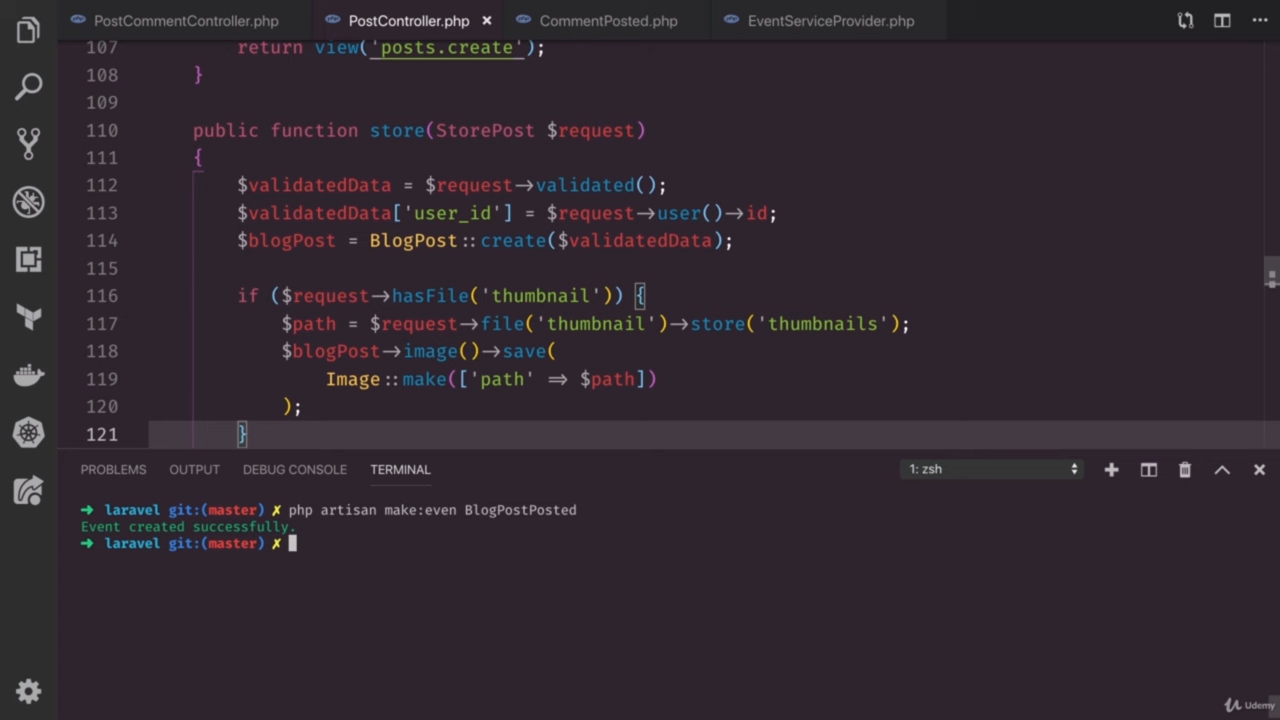 PostCommentController.php PostController.php × CommentPosted.php EventServiceProvider.php
107 return view('posts.create');
108 }
109
110 public function store(StorePost $request)
111 {
112 $validatedData = $request->validated();
113 $validatedData['user_id'] = $request->user()->id;
114 $blogPost = BlogPost::create($validatedData);
115
116 if ($request->hasFile('thumbnail')) {
117 $path = $request->file('thumbnail')->store('thumbnails');
118 $blogPost->image()->save(
119 Image::make(['path' => $path])
120 );
121 }
PROBLEMS OUTPUT DEBUG CONSOLE TERMINAL 1: zsh
➜ laravel git:(master) ✗ php artisan make:even BlogPostPosted
Event created successfully.
➜ laravel git:(master) ✗
Udemy